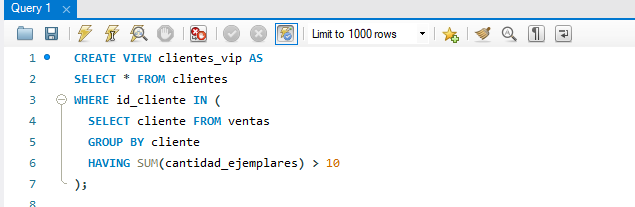 Query 1
Limit to 1000 rows
1 CREATE VIEW clientes_vip AS
2 SELECT * FROM clientes
3 WHERE id_cliente IN (
4 SELECT cliente FROM ventas
5 GROUP BY cliente
6 HAVING SUM(cantidad_ejemplares) > 10
7 );
8